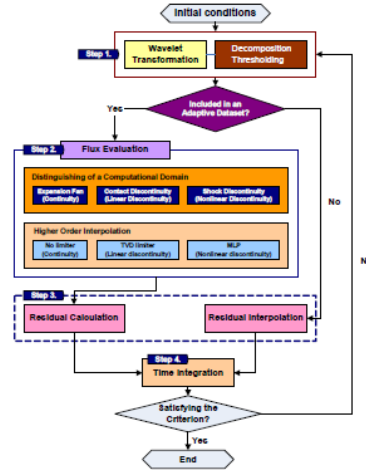 Initial conditions
Step 1.
Wavelet
Transformation
Decomposition
Thresholding
Included in an
Adaptive Dataset?
Yes
No
Step 2.
Flux Evaluation
Distinguishing of a Computational Domain
Expansion Fan
(Continuity)
Contact Discontinuity
(Linear Discontinuity)
Shock Discontinuity
(Nonlinear Discontinuity)
Higher Order Interpolation
No limiter
(Continuity)
TVD limiter
(Linear discontinuity)
MLP
(Nonlinear discontinuity)
N
Step 3.
Residual Calculation
Residual Interpolation
Step 4.
Time Integration
Satisfying the
Criterion?
Yes
End